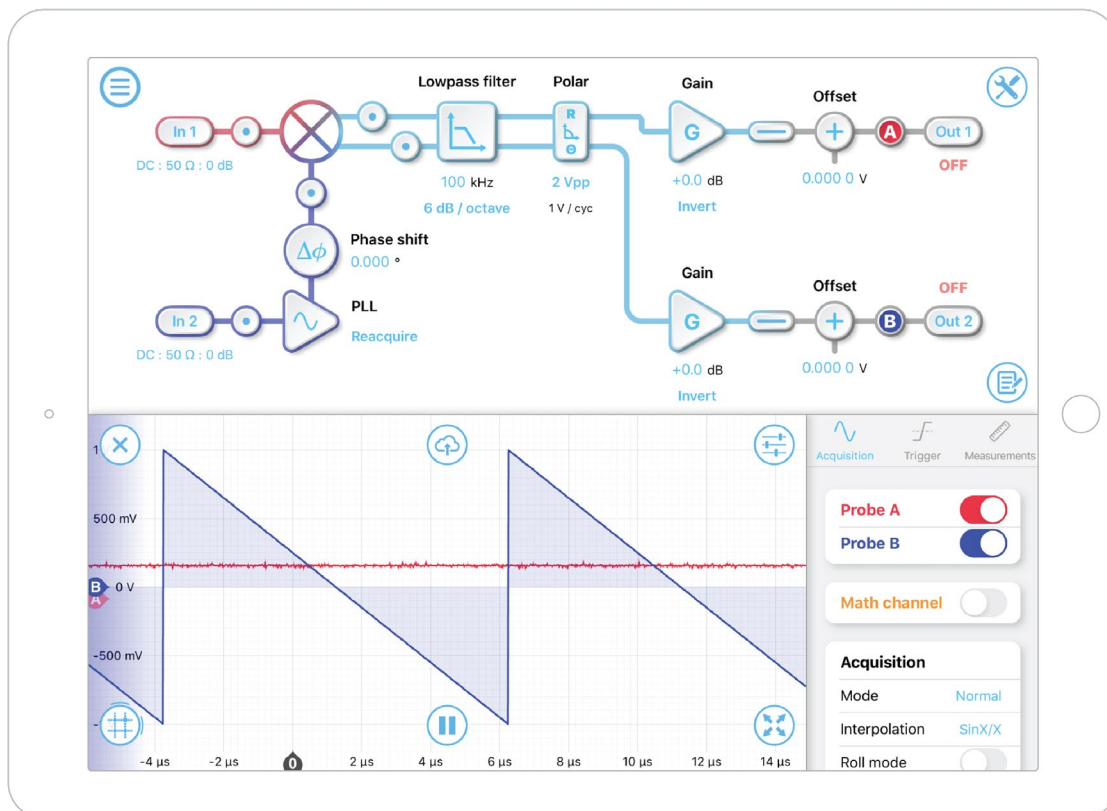 Lowpass filter
Polar
Gain
Offset
In 1
R
Θ
G
A
Out 1
DC : 50 Ω : 0 dB
100 kHz
2 Vpp
+0.0 dB
0.000 0 V
OFF
6 dB / octave
1 V / cyc
Invert
Δϕ
Phase shift
0.000 °
Gain
Offset
OFF
In 2
PLL
G
B
Out 2
Reacquire
DC : 50 Ω : 0 dB
+0.0 dB
0.000 0 V
Invert
1
500 mV
B
0 V
A
-500 mV
-4 µs
-2 µs
0
2 µs
4 µs
6 µs
8 µs
10 µs
12 µs
14 µs
Acquisition
Trigger
Measurements
Probe A
Probe B
Math channel
Acquisition
Mode
Normal
Interpolation
SinX/X
Roll mode